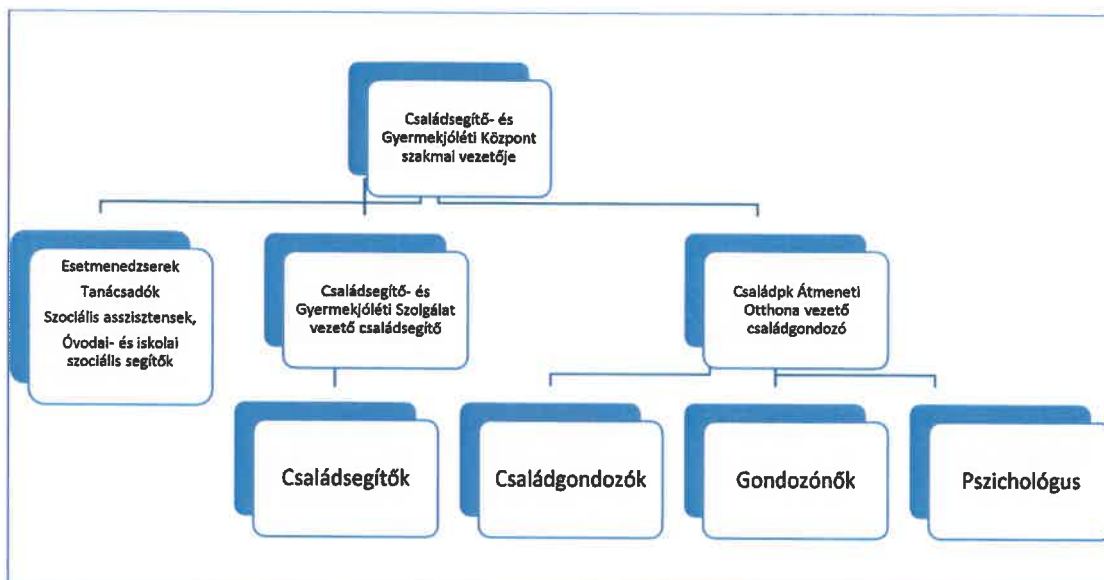 Családsegítő- és
Gyermekjóléti Központ
szakmai vezetője
Esetmenedzserek
Tanácsadók
Szociális asszisztensek,
Óvodai- és iskolai
szociális segítők
Családsegítő- és
Gyermekjóléti Szolgálat
vezető családsegítő
Családpk Átmeneti
Otthona vezető
családgondozó
Családsegítők
Családgondozók
Gondozónők
Pszichológus